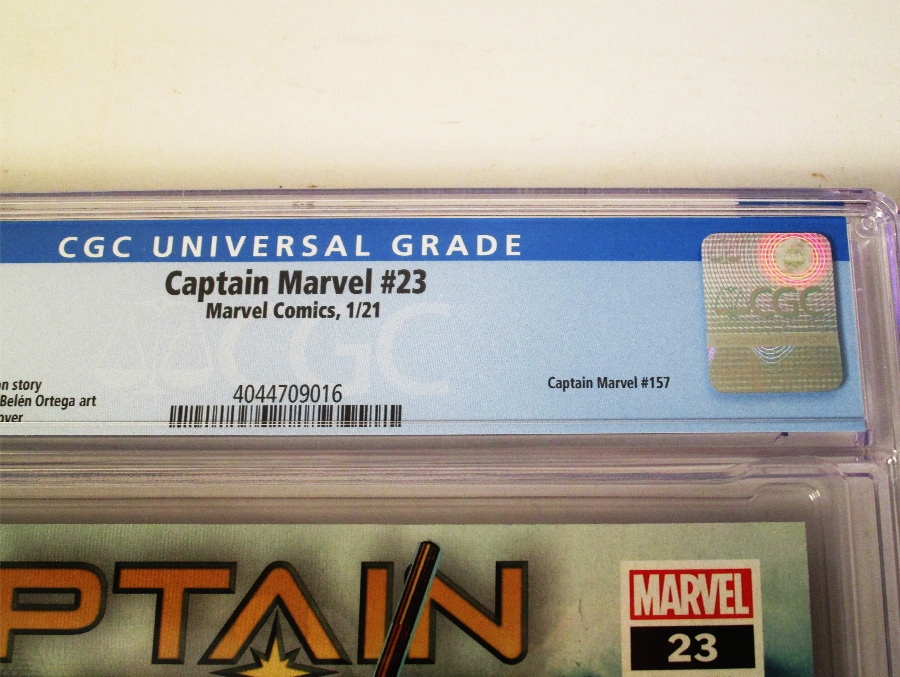 CGC UNIVERSAL GRADE
Captain Marvel #23
Marvel Comics, 1/21
CGC
n story
Belén Ortega art
over
4044709016
Captain Marvel #157
CGC
PTAIN
MARVEL
23